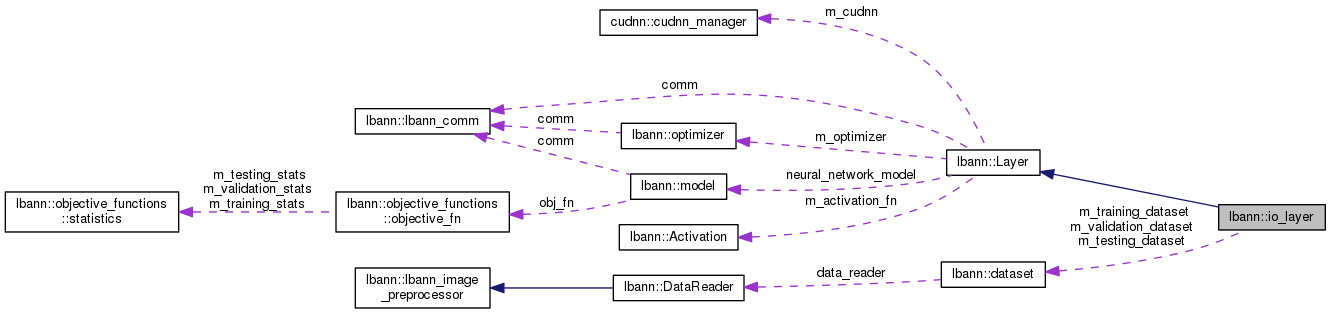 cudnn::cudnn_manager
m_cudnn
comm
lbann::lbann_comm
comm
lbann::optimizer
m_optimizer
comm
lbann::Layer
neural_network_model
lbann::model
m_testing_stats
m_validation_stats
m_training_stats
lbann::objective_functions
::statistics
lbann::objective_functions
::objective_fn
obj_fn
m_activation_fn
lbann::Activation
m_training_dataset
m_validation_dataset
m_testing_dataset
lbann::io_layer
lbann::lbann_image
_preprocessor
lbann::DataReader
data_reader
lbann::dataset